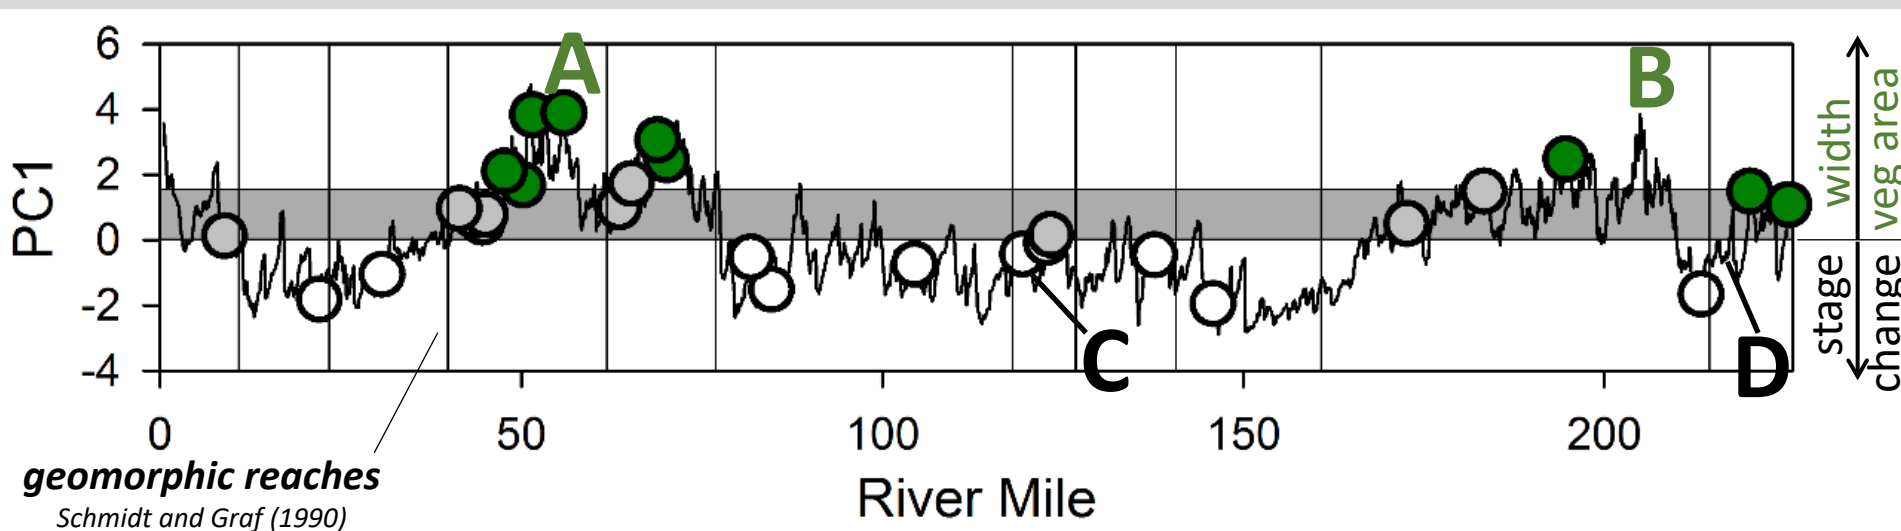 6
4
2
0
-2
-4
PC1
A
B
C
D
0
50
100
150
200
River Mile
geomorphic reaches
Schmidt and Graf (1990)
width
veg area
stage
change